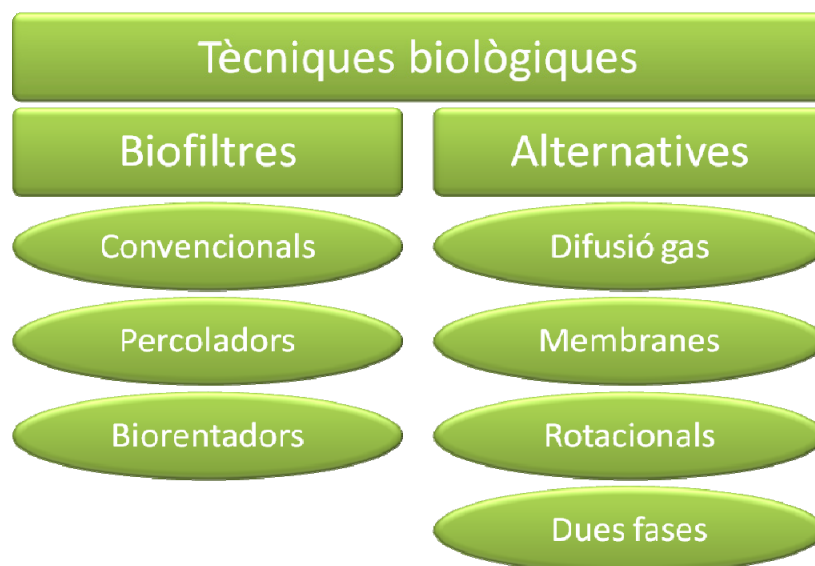 Tècniques biològiques
Biofiltres
Convencionals
Percoladors
Biorentadors
Alternatives
Difusió gas
Membranes
Rotacionals
Dues fases